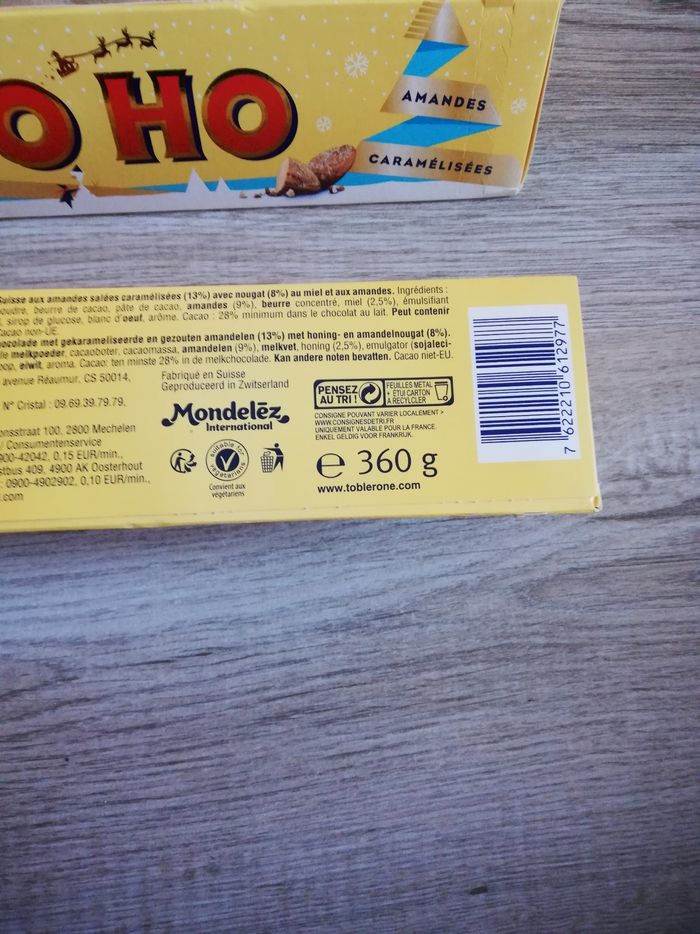 O HO
AMANDES
CARAMÉLISÉES
Suisse aux amandes salées caramélisées (13%) avec nougat (8%) au miel et aux amandes. Ingrédients :
poudre, beurre de cacao, pâte de cacao, amandes (9%), beurre concentré, miel (2,5%), émulsifiant
sirop de glucose, blanc d'oeuf, arôme. Cacao : 28% minimum dans le chocolat au lait. Peut contenir
Cacao non-UE.
met gekarameliseerde en gezouten amandelen (13%) met honing- en amandelnougat (8%).
melkpoeder, cacaoboter, cacaomassa, amandelen (9%), melkvet, honing (2,5%), emulgator (sojaleci-
eiwit, aroma. Cacao: ten minste 28% in de melkchocolade. Kan andere noten bevatten. Cacao niet-EU.
avenue Réaumur, CS 50014,
N° Cristal : 09.69.39.79.79.
Fabriqué en Suisse
Geproduceerd in Zwitserland
Mondelēz
International
PENSEZ
AU TRI !
FEUILLES METAL
+ ÉTUI CARTON
A RECYCLER
CONSIGNE POUVANT VARIER LOCALEMENT >
WWW.CONSIGNESDETRI.FR
UNIQUEMENT VALABLE POUR LA FRANCE.
ENKEL GELDIG VOOR FRANKRIJK.
100, 2800 Mechelen
/ Consumentenservice
42042, 0,15 EUR/min.,
409, 4900 AK Oosterhout
: 0900-4902902, 0,10 EUR/min.,
.com
suitable for
vegetarians
Convient aux
végétariens
e 360 g
www.toblerone.com
7 622210 612977